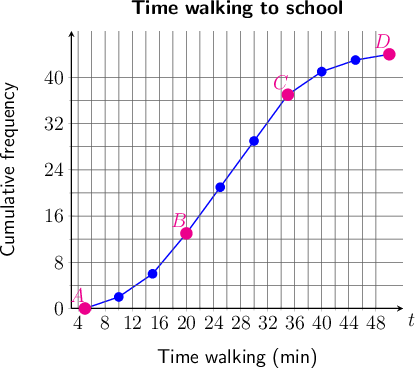 Time walking to school
Cumulative frequency
40
32
24
16
8
0
A
B
C
D
4 8 12 16 20 24 28 32 36 40 44 48
t
Time walking (min)